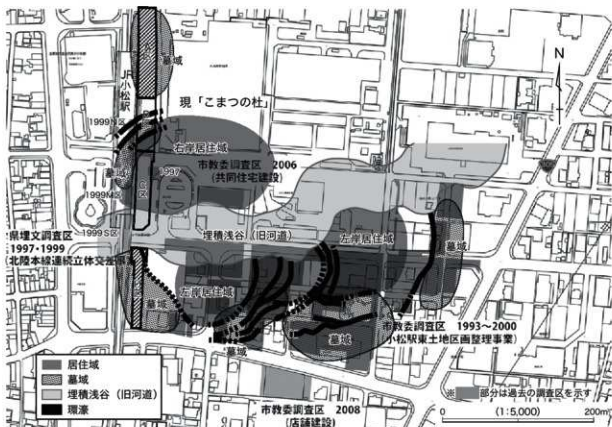 N
墓域
JR小松駅
現「こまつの杜」
1999N区
右岸居住域
墓域
1997
市教委調査区　2006
(共同住宅建設)
1999M区
1999S区
県埋文調査区
1997・1999
(北陸本線連続立体交差事業)
埋積浅谷（旧河道）
左岸居住域
墓域
左岸居住域
墓域
墓域
墓域
市教委調査区　1993～2000
(小松駅東土地区画整理事業)
居住域
墓域
埋積浅谷（旧河道）
環濠
市教委調査区　2008
(店舗建設)
※　部分は過去の調査区を示す
0　(1:5,000)　200m